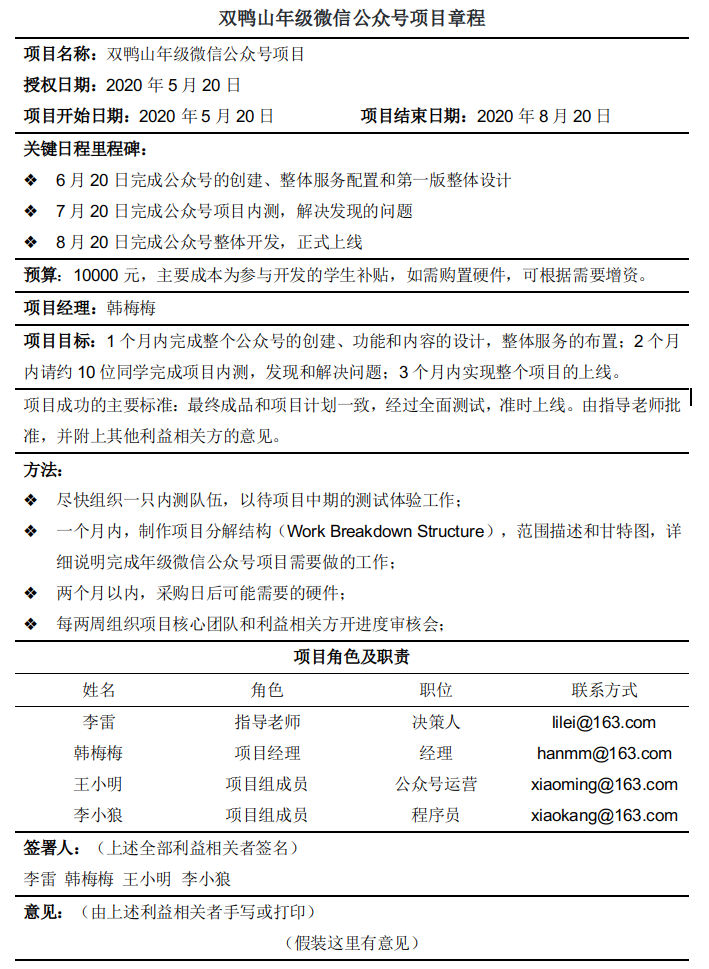 双鸭山年级微信公众号项目章程
项目名称：双鸭山年级微信公众号项目
授权日期：2020 年 5 月 20 日
项目开始日期：2020 年 5 月 20 日 项目结束日期：2020 年 8 月 20 日
关键日程里程碑：
❖ 6 月 20 日完成公众号的创建、整体服务配置和第一版整体设计
❖ 7 月 20 日完成公众号项目内测，解决发现的问题
❖ 8 月 20 日完成公众号整体开发，正式上线
预算：10000 元，主要成本为参与开发的学生补贴，如需购置硬件，可根据需要增资。
项目经理：韩梅梅
项目目标：1 个月内完成整个公众号的创建、功能和内容的设计，整体服务的布置；2 个月
内请约 10 位同学完成项目内测，发现和解决问题；3 个月内实现整个项目的上线。
项目成功的主要标准：最终成品和项目计划一致，经过全面测试，准时上线。由指导老师批
准，并附上其他利益相关方的意见。
方法：
❖ 尽快组织一只内测队伍，以待项目中期的测试体验工作；
❖ 一个月内，制作项目分解结构（Work Breakdown Structure），范围描述和甘特图，详
细说明完成年级微信公众号项目需要做的工作；
❖ 两个月以内，采购日后可能需要的硬件；
❖ 每两周组织项目核心团队和利益相关方开进度审核会；
项目角色及职责
姓名 角色 职位 联系方式
李雷 指导老师 决策人 lilei@163.com
韩梅梅 项目经理 经理 hanmm@163.com
王小明 项目组成员 公众号运营 xiaoming@163.com
李小狼 项目组成员 程序员 xiaokang@163.com
签署人：（上述全部利益相关者签名）
李雷 韩梅梅 王小明 李小狼
意见：（由上述利益相关者手写或打印）
（假装这里有意见）